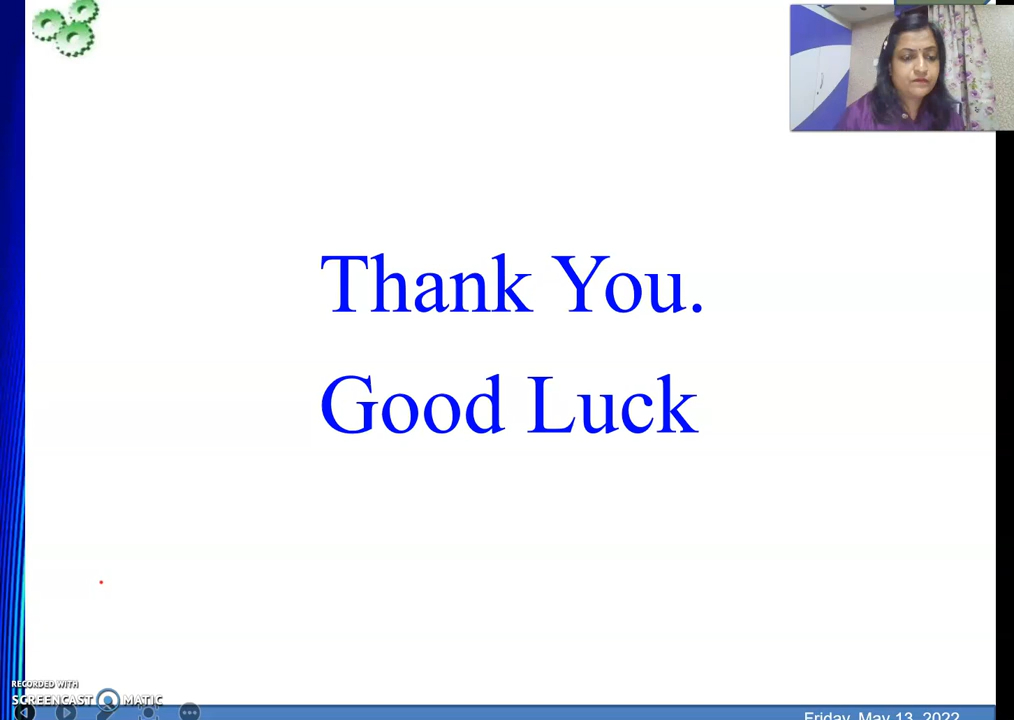 Thank You.
Good Luck
RECORDED WITH
SCREENCAST MATIC
Friday, May 13, 2022